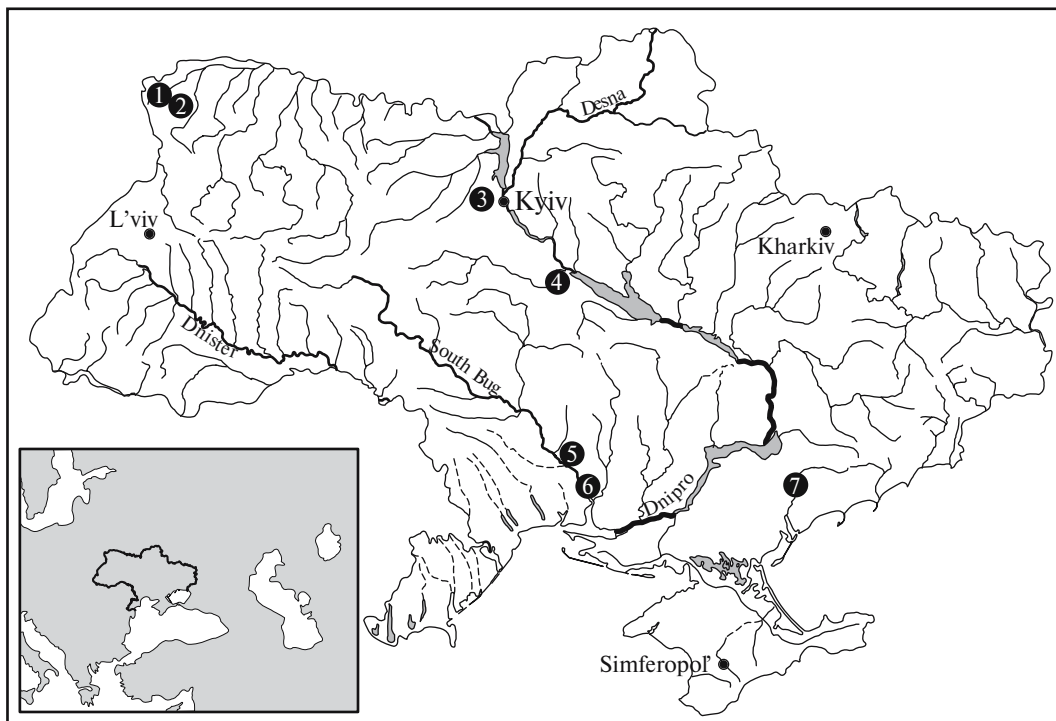 Desna
1
2
3
Kyiv
L'viv
Kharkiv
4
Dnister
South Bug
5
6
Dnipro
7
Simferopol'